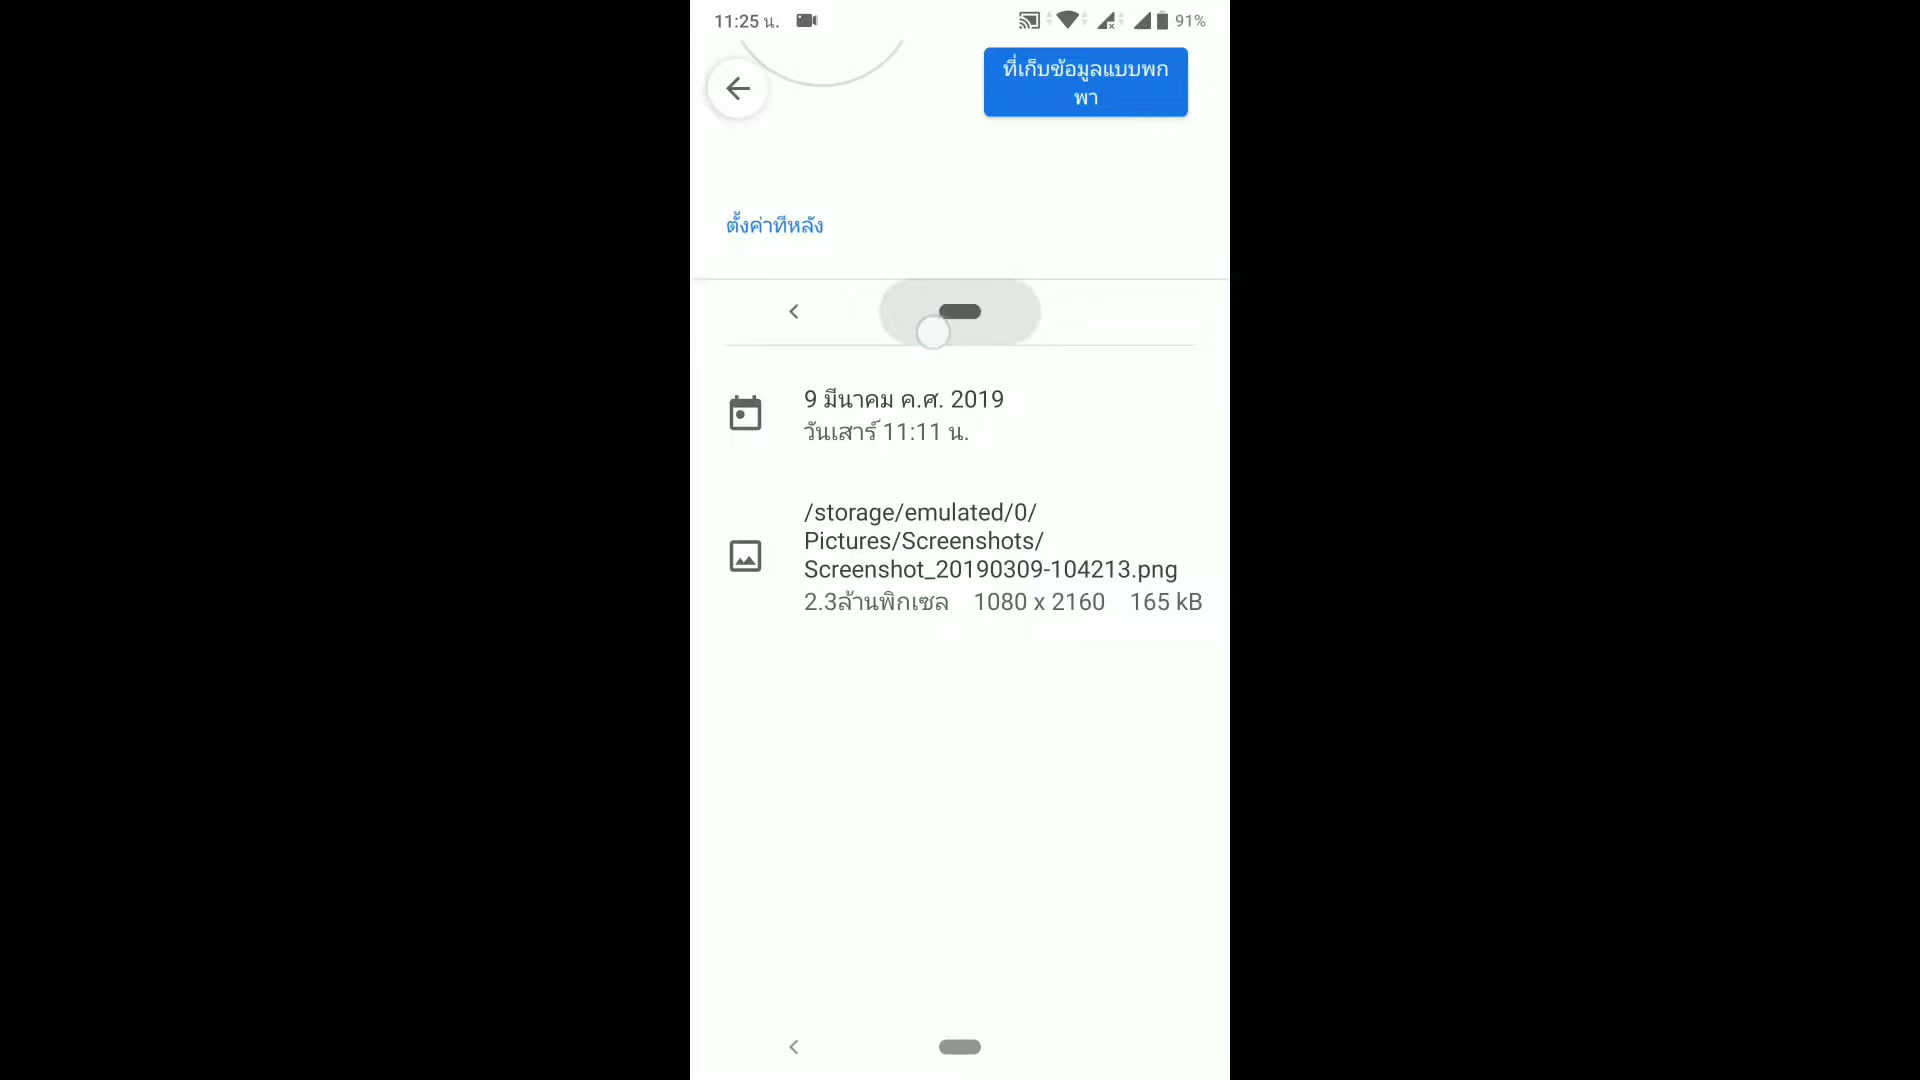 11:25 น.
91%
ที่เก็บข้อมูลแบบพก
พา
ตั้งค่าทีหลัง
9 มีนาคม ค.ศ. 2019
วันเสาร์ 11:11 น.
/storage/emulated/0/
Pictures/Screenshots/
Screenshot_20190309-104213.png
2.3ล้านพิกเซล 1080 x 2160 165 kB